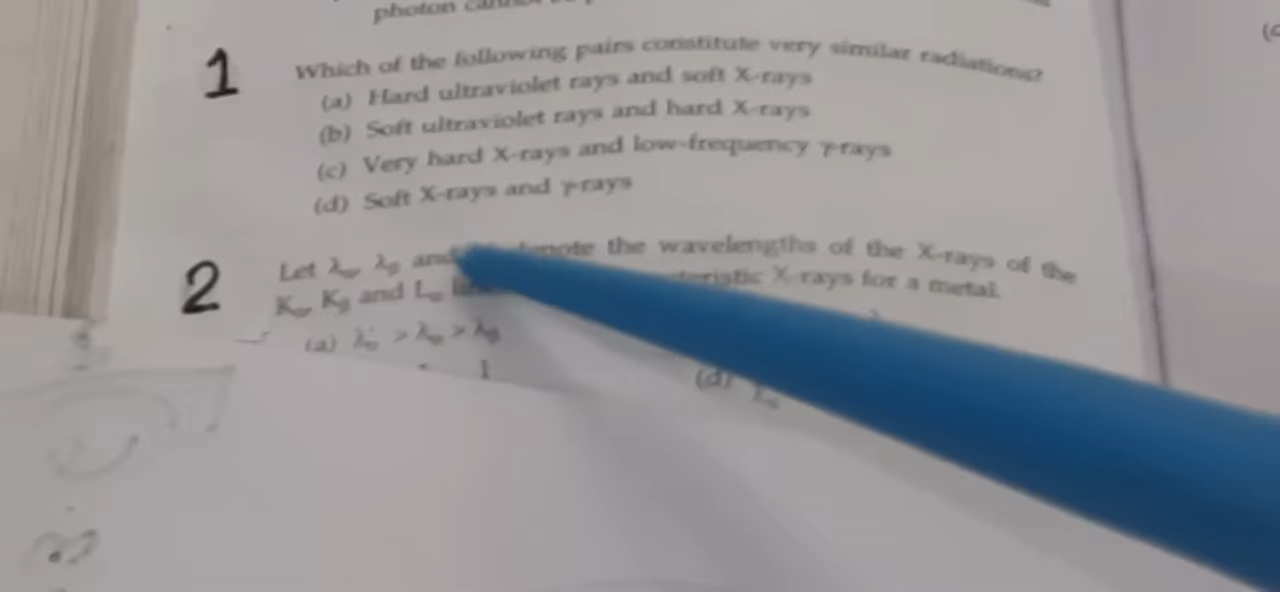 photon
1 Which of the following pairs constitute very similar radiations?
(a) Hard ultraviolet rays and soft X-rays
(b) Soft ultraviolet rays and hard X-rays
(c) Very hard X-rays and low-frequency γ-rays
(d) Soft X-rays and γ-rays
2 Let λα, λβ and denote the wavelengths of the X-rays of the
Kα, Kβ and Lα X-rays for a metal.
(a) λ'α > λα > λβ
(d)